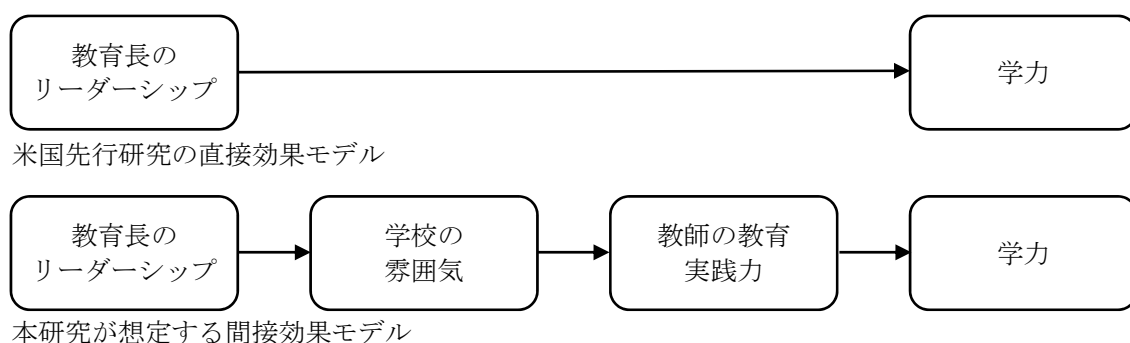 教育長の
リーダーシップ
学力
米国先行研究の直接効果モデル
教育長の
リーダーシップ
学校の
雰囲気
教師の教育
実践力
学力
本研究が想定する間接効果モデル